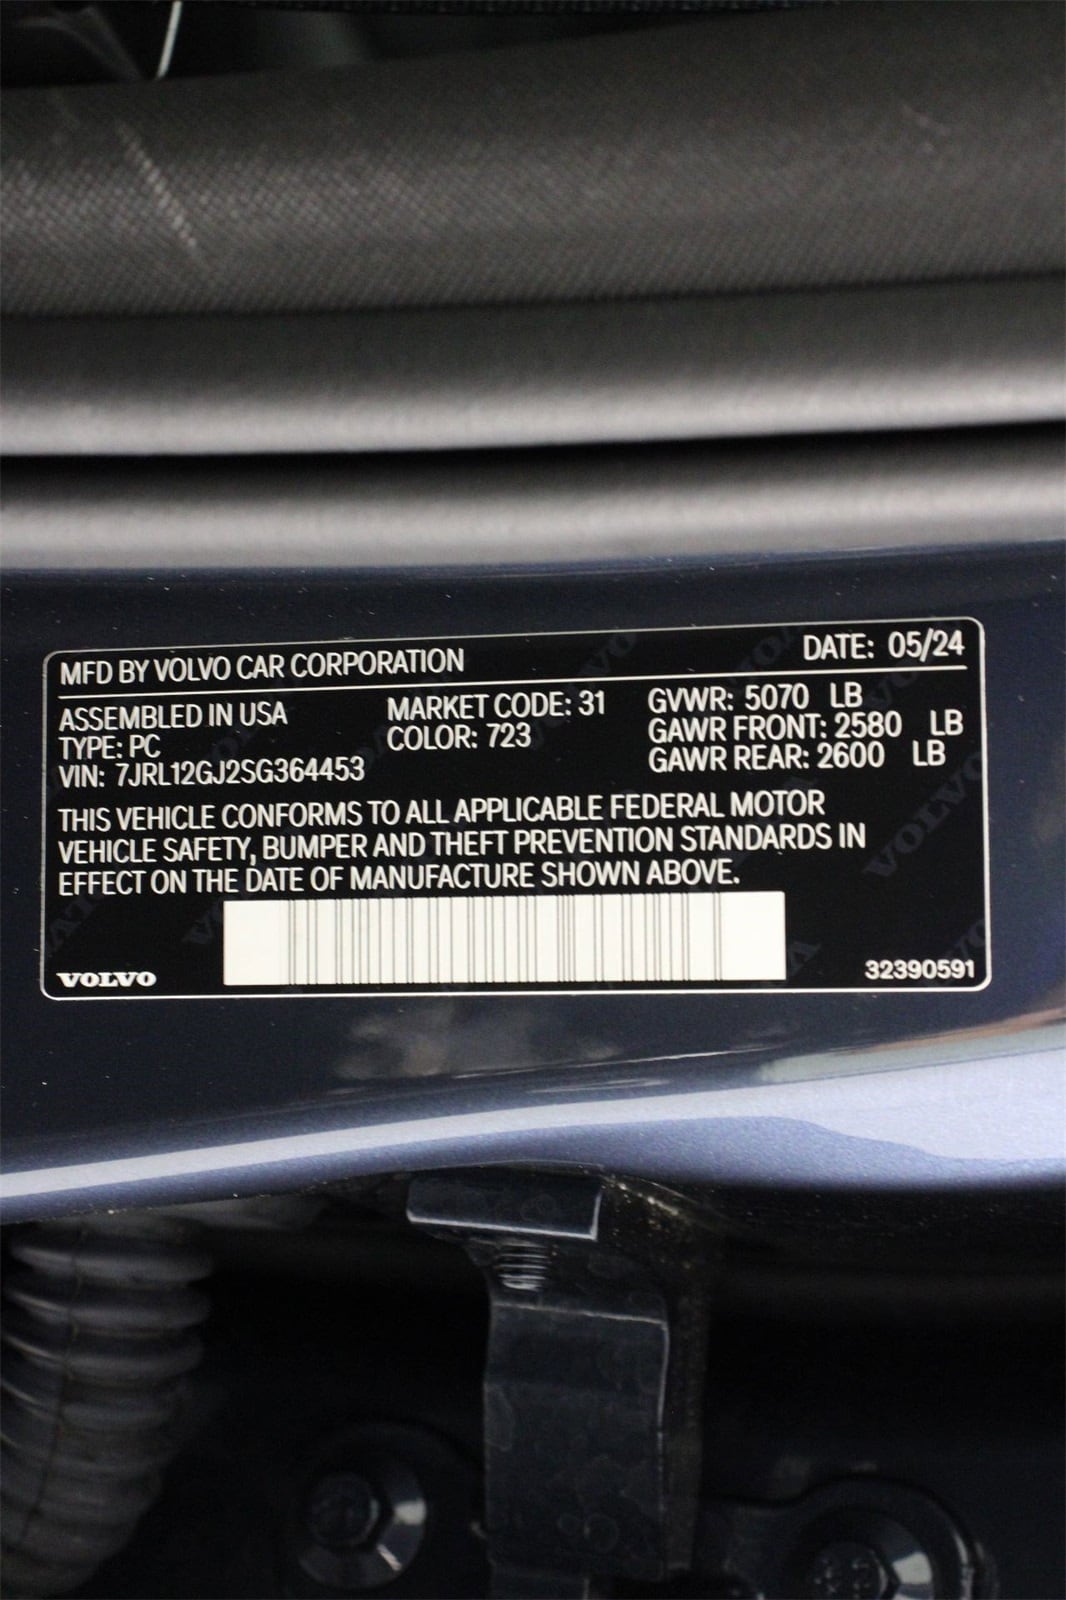 MFD BY VOLVO CAR CORPORATION DATE: 05/24
ASSEMBLED IN USA MARKET CODE: 31 GVWR: 5070 LB
TYPE: PC COLOR: 723 GAWR FRONT: 2580 LB
VIN: 7JRL12GJ2SG364453 GAWR REAR: 2600 LB
THIS VEHICLE CONFORMS TO ALL APPLICABLE FEDERAL MOTOR
VEHICLE SAFETY, BUMPER AND THEFT PREVENTION STANDARDS IN
EFFECT ON THE DATE OF MANUFACTURE SHOWN ABOVE.
VOLVO 32390591